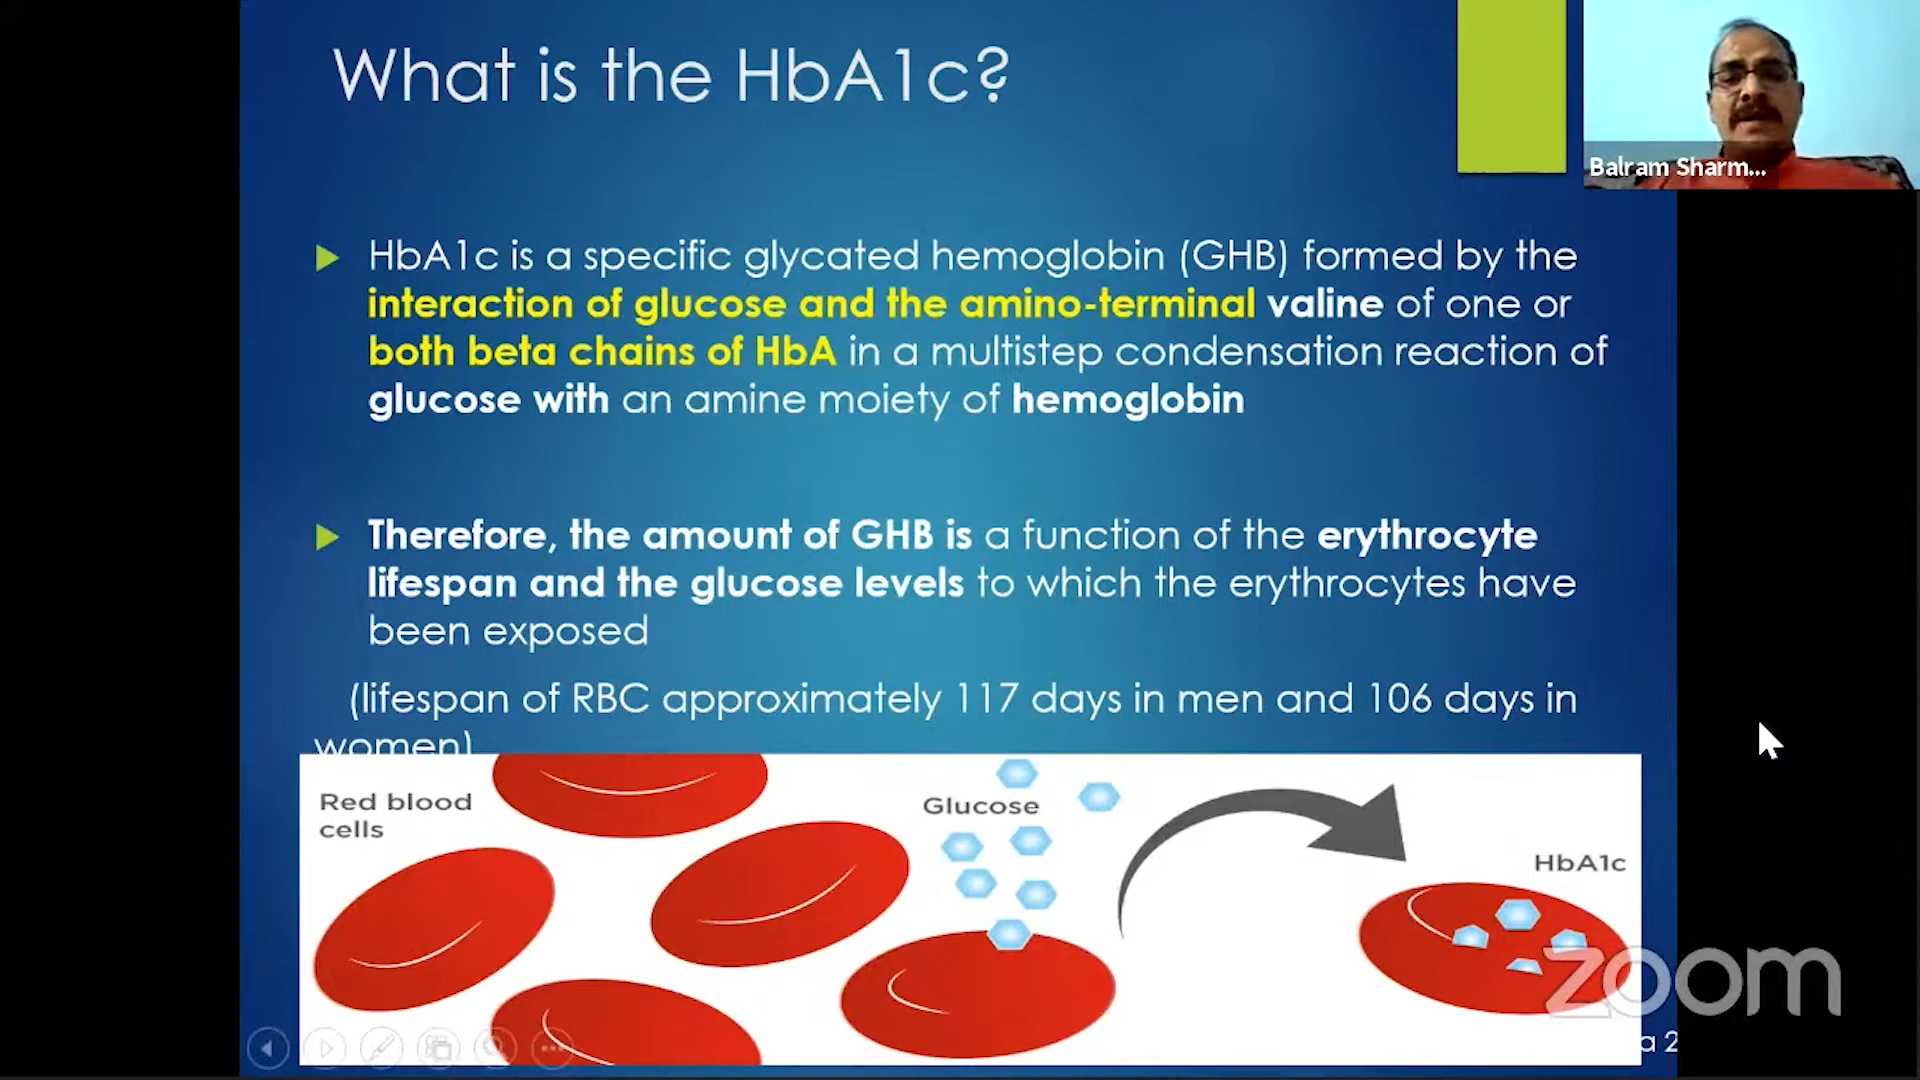 What is the HbA1c?
Balram Sharm...
HbA1c is a specific glycated hemoglobin (GHB) formed by the
interaction of glucose and the amino-terminal valine of one or
both beta chains of HbA in a multistep condensation reaction of
glucose with an amine moiety of hemoglobin
Therefore, the amount of GHB is a function of the erythrocyte
lifespan and the glucose levels to which the erythrocytes have
been exposed
(lifespan of RBC approximately 117 days in men and 106 days in
women)
Red blood
cells
Glucose
HbA1c
zoom
a 2